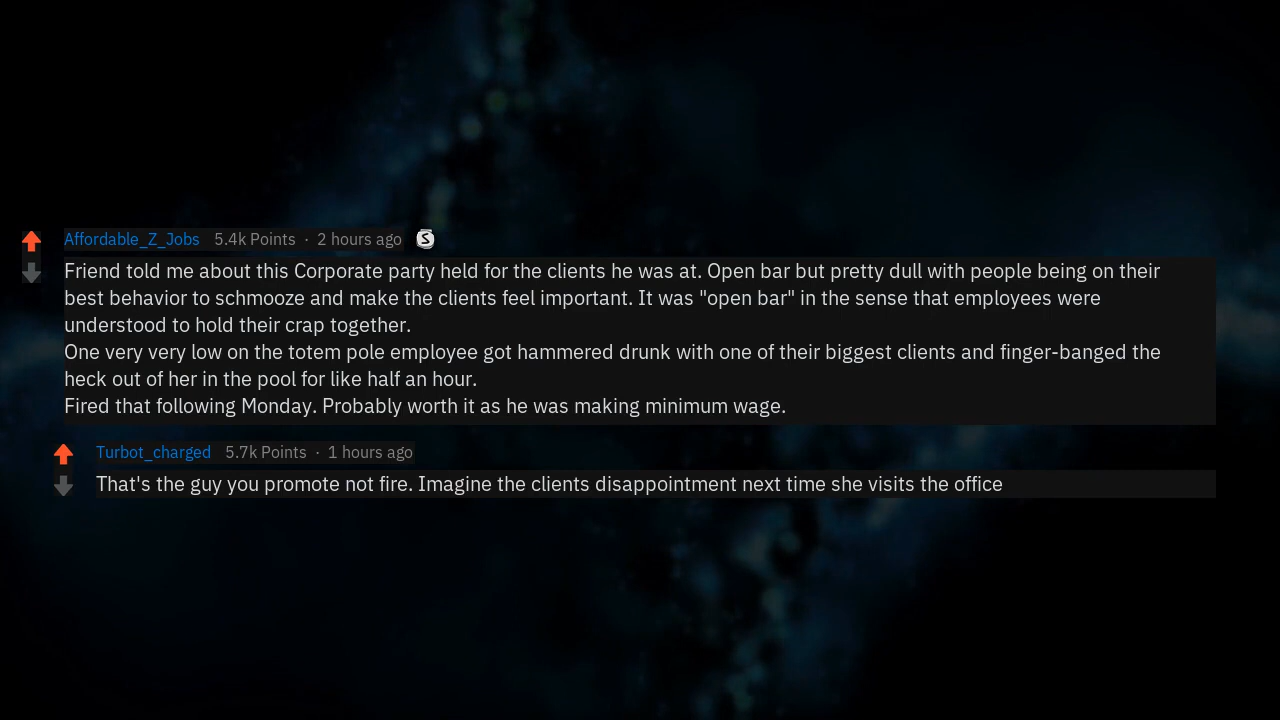 Affordable_Z_Jobs 5.4k Points · 2 hours ago S
Friend told me about this Corporate party held for the clients he was at. Open bar but pretty dull with people being on their
best behavior to schmooze and make the clients feel important. It was "open bar" in the sense that employees were
understood to hold their crap together.
One very very low on the totem pole employee got hammered drunk with one of their biggest clients and finger-banged the
heck out of her in the pool for like half an hour.
Fired that following Monday. Probably worth it as he was making minimum wage.
Turbot_charged 5.7k Points · 1 hours ago
That's the guy you promote not fire. Imagine the clients disappointment next time she visits the office